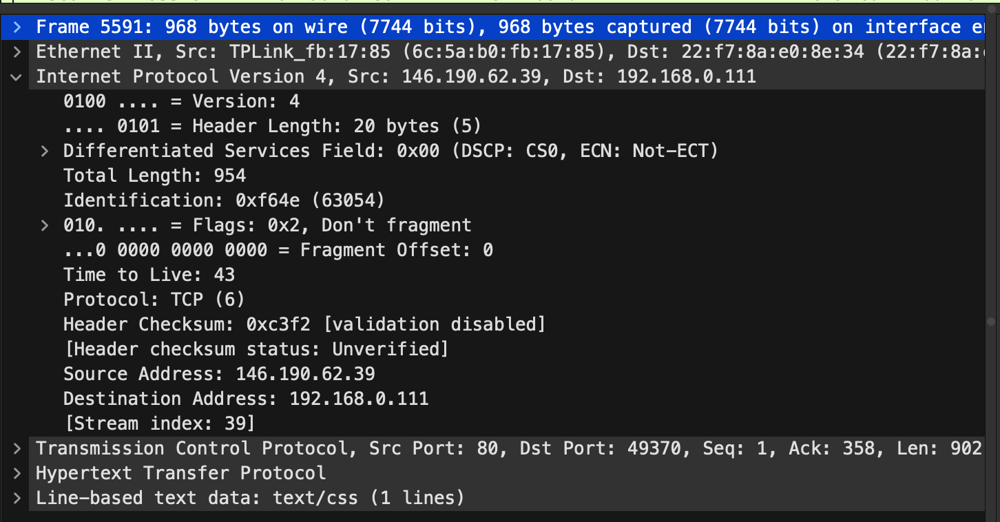 Frame 5591: 968 bytes on wire (7744 bits), 968 bytes captured (7744 bits) on interface
Ethernet II, Src: TPLink_fb:17:85 (6c:5a:b0:fb:17:85), Dst: 22:f7:8a:e0:8e:34 (22:f7:8a:
Internet Protocol Version 4, Src: 146.190.62.39, Dst: 192.168.0.111
0100 .... = Version: 4
.... 0101 = Header Length: 20 bytes (5)
Differentiated Services Field: 0x00 (DSCP: CS0, ECN: Not-ECT)
Total Length: 954
Identification: 0xf64e (63054)
010. .... = Flags: 0x2, Don't fragment
...0 0000 0000 0000 = Fragment Offset: 0
Time to Live: 43
Protocol: TCP (6)
Header Checksum: 0xc3f2 [validation disabled]
[Header checksum status: Unverified]
Source Address: 146.190.62.39
Destination Address: 192.168.0.111
[Stream index: 39]
Transmission Control Protocol, Src Port: 80, Dst Port: 49370, Seq: 1, Ack: 358, Len: 902
Hypertext Transfer Protocol
Line-based text data: text/css (1 lines)